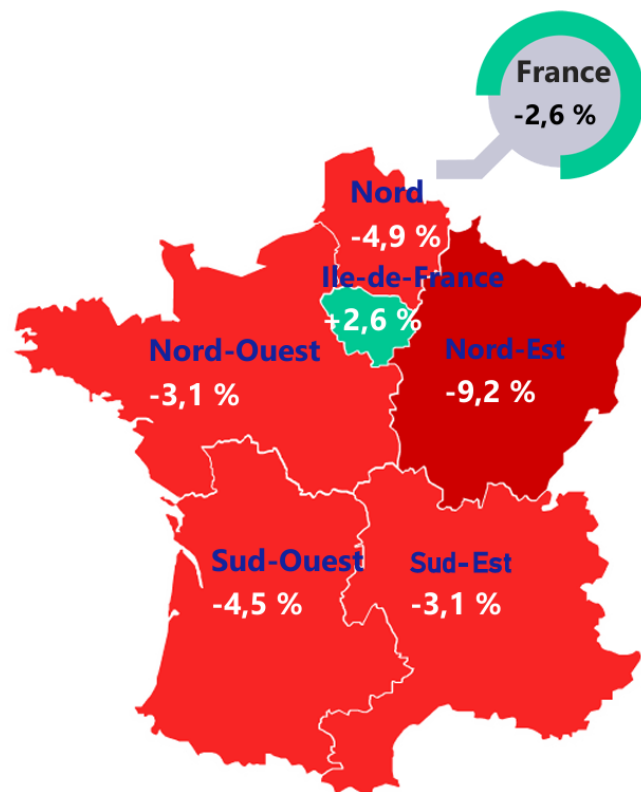 France
-2,6 %
Nord
-4,9 %
Ile-de-France
+2,6 %
Nord-Ouest
-3,1 %
Nord-Est
-9,2 %
Sud-Ouest
-4,5 %
Sud-Est
-3,1 %